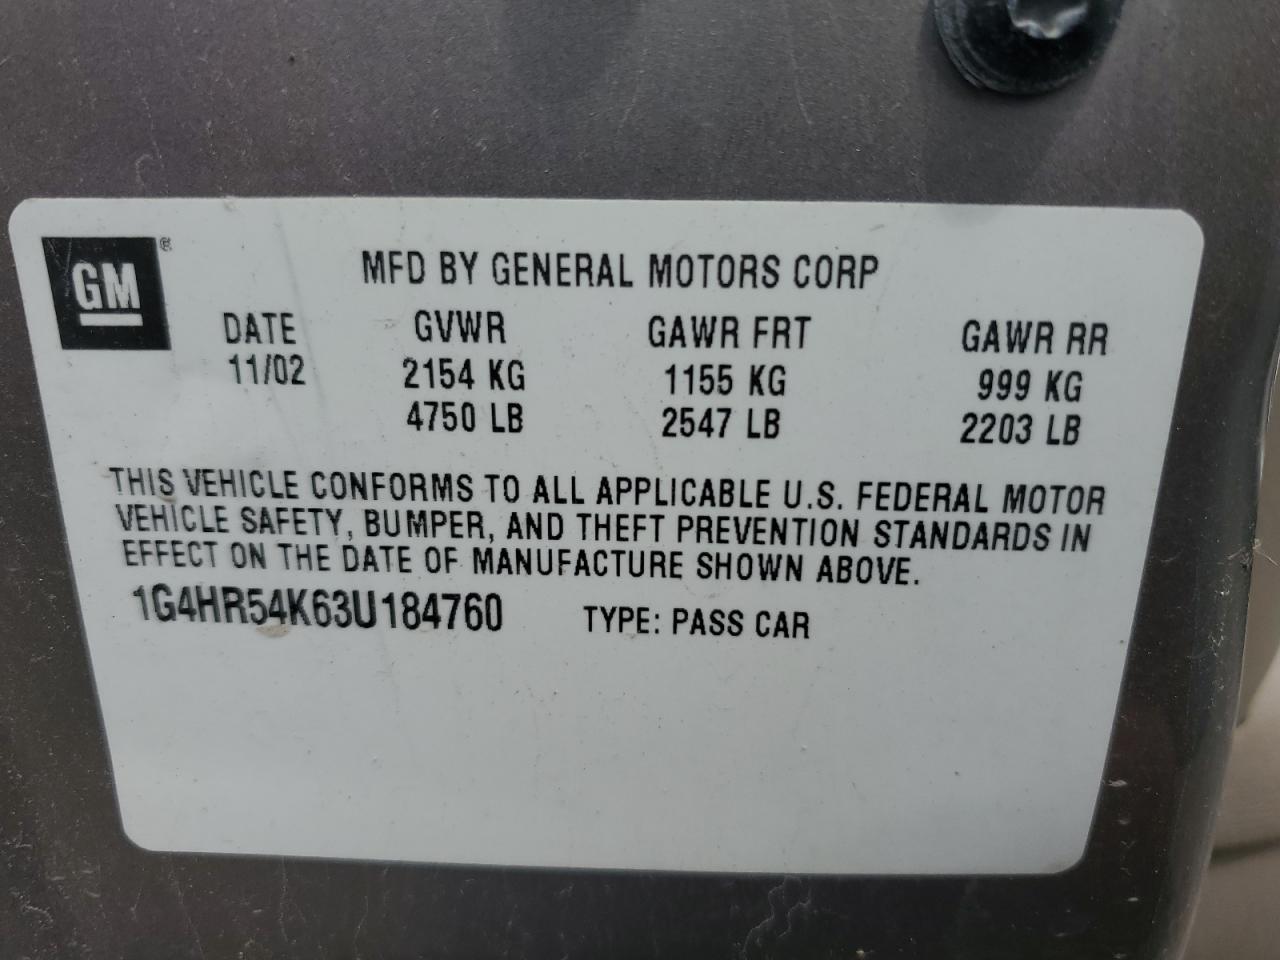 GM ®
MFD BY GENERAL MOTORS CORP
DATE GVWR GAWR FRT GAWR RR
11/02 2154 KG 1155 KG 999 KG
4750 LB 2547 LB 2203 LB
THIS VEHICLE CONFORMS TO ALL APPLICABLE U.S. FEDERAL MOTOR
VEHICLE SAFETY, BUMPER, AND THEFT PREVENTION STANDARDS IN
EFFECT ON THE DATE OF MANUFACTURE SHOWN ABOVE.
1G4HR54K63U184760 TYPE: PASS CAR